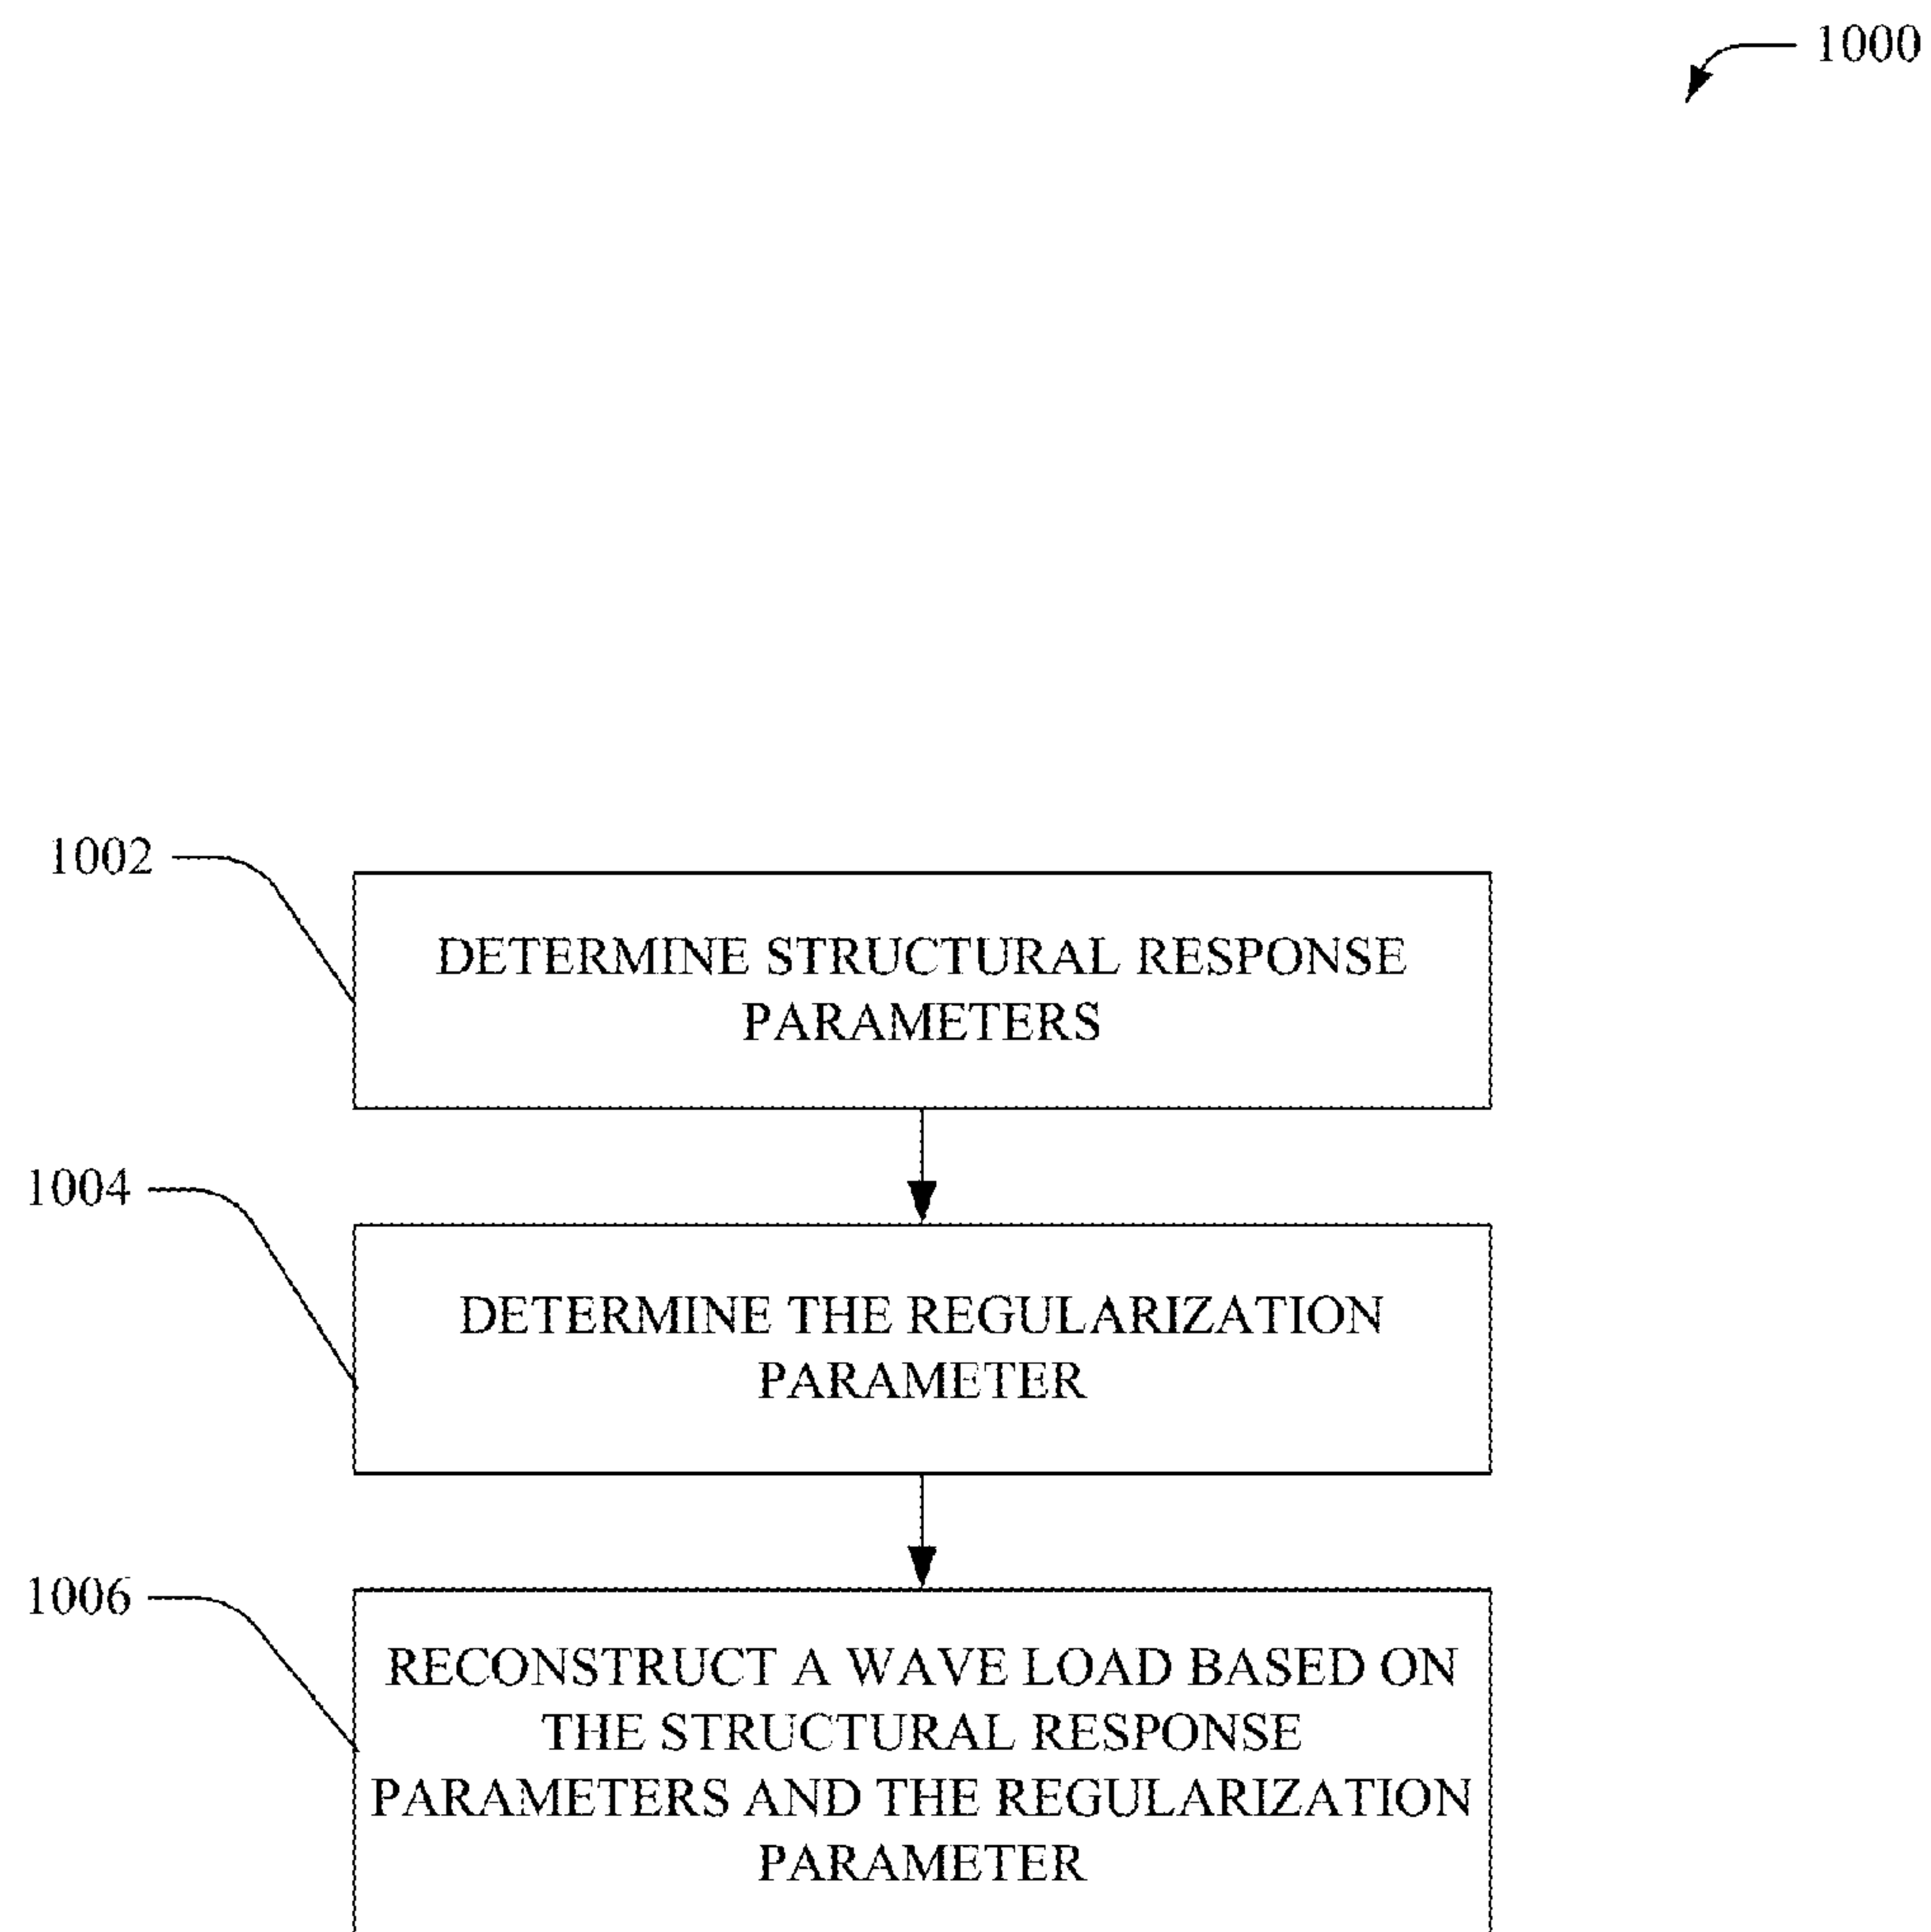 1000
1002
DETERMINE STRUCTURAL RESPONSE
PARAMETERS
1004
DETERMINE THE REGULARIZATION
PARAMETER
1006
RECONSTRUCT A WAVE LOAD BASED ON
THE STRUCTURAL RESPONSE
PARAMETERS AND THE REGULARIZATION
PARAMETER